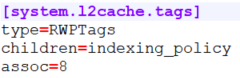 [system.l2cache.tags]
type=RWPTags
children=indexing_policy
assoc=8